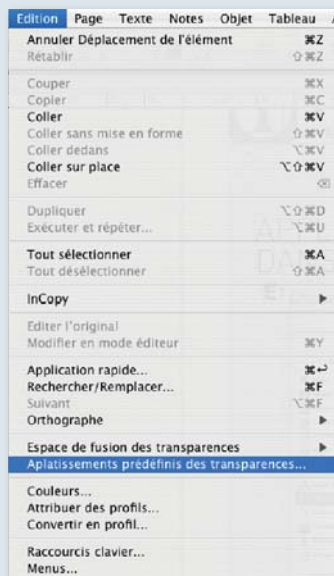 Edition Page Texte Notes Objet Tableau
Annuler Déplacement de l'élément ⌘Z
Rétablir ⇧⌘Z
Couper ⌘X
Copier ⌘C
Coller ⌘V
Coller sans mise en forme ⇧⌘V
Coller dedans ⌥⌘V
Coller sur place ⌥⇧⌘V
Effacer ⌫
Dupliquer ⌥⇧⌘D
Exécuter et répéter... ⌥⌘U
Tout sélectionner ⌘A
Tout désélectionner ⇧⌘A
InCopy ▶
Editer l'original
Modifier en mode éditeur ⌘Y
Application rapide... ⌘↩
Rechercher/Remplacer... ⌘F
Suivant ⌥⌘F
Orthographe ▶
Espace de fusion des transparences ▶
Aplatissements prédéfinis des transparences...
Couleurs...
Attribuer des profils...
Convertir en profil...
Raccourcis clavier...
Menus...